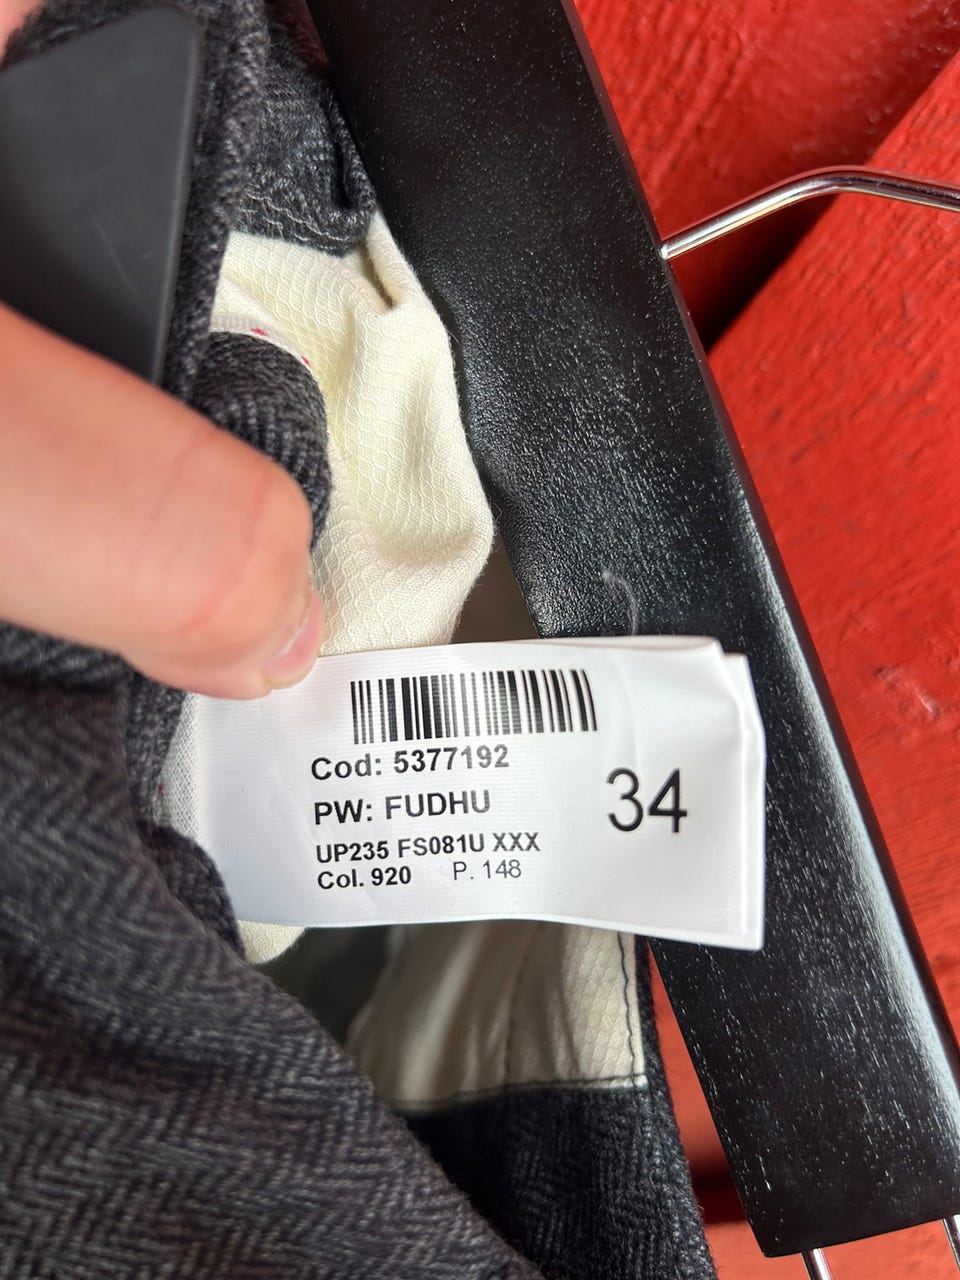 Cod: 5377192
PW: FUDHU
34
UP235 FS081U XXX
Col. 920 P. 148